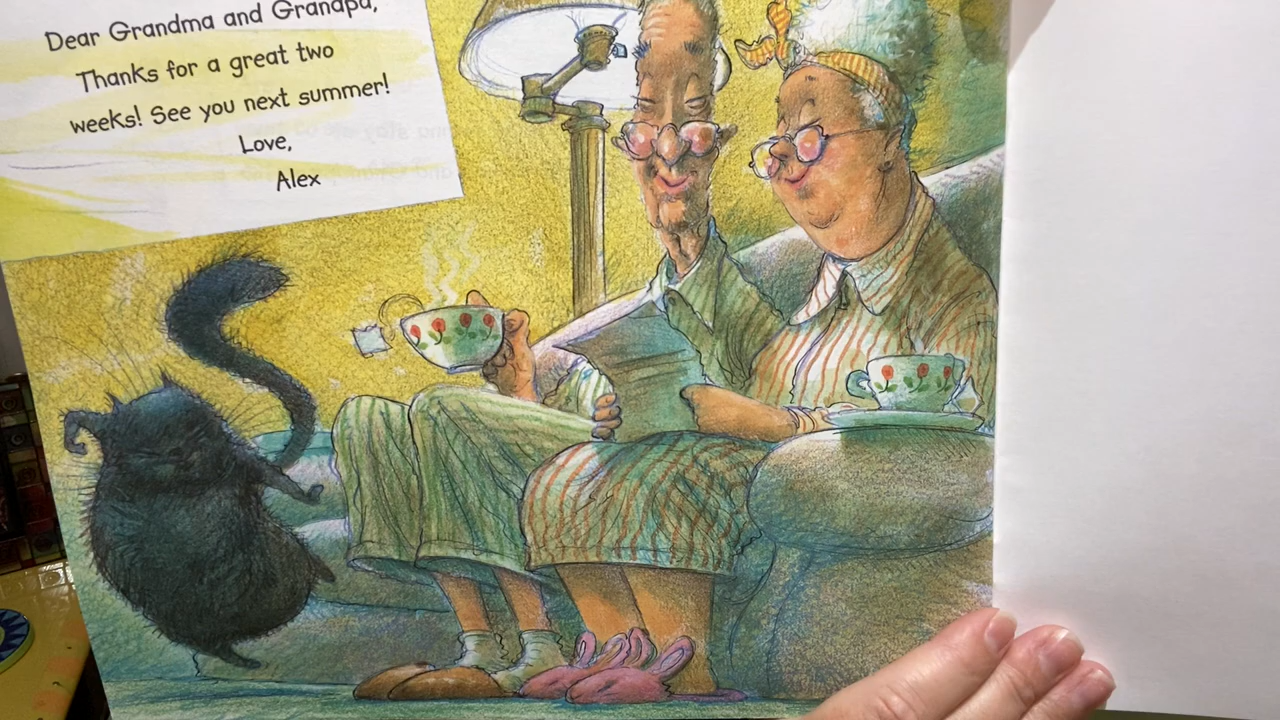 Dear Grandma and Grandpa,
Thanks for a great two
weeks! See you next summer!
Love,
Alex